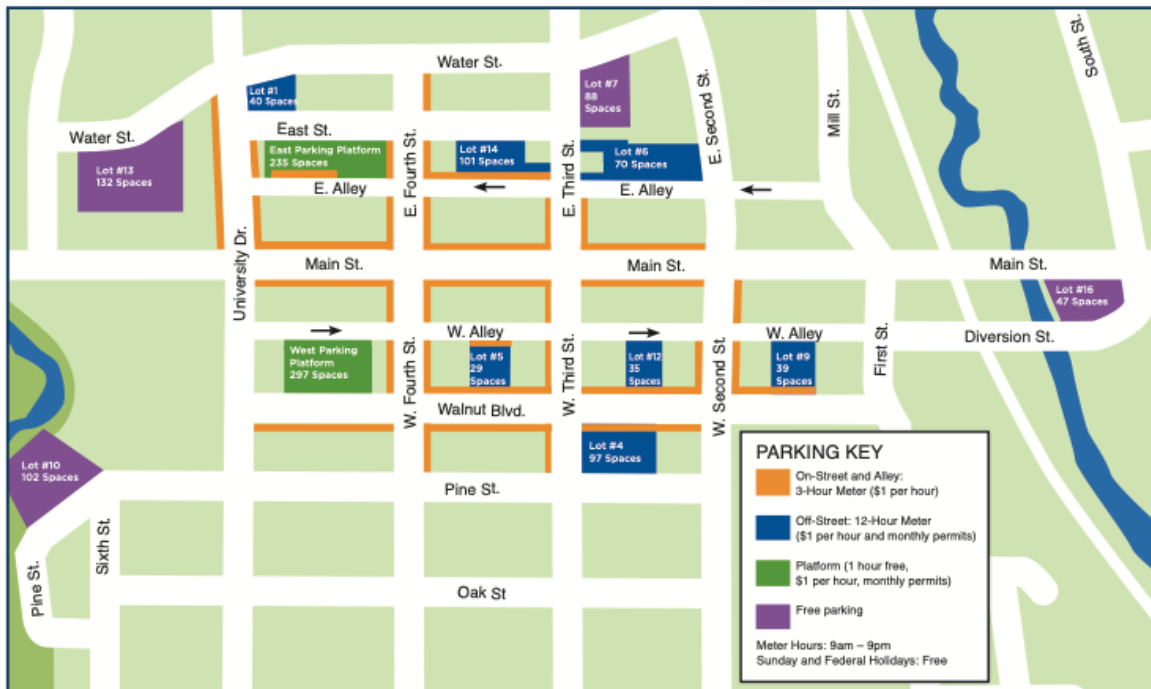 Water St.
Lot #1
40 Spaces
Lot #7
88
Spaces
E. Second St.
Mill St.
South St.
Water St.
East St.
East Parking Platform
235 Spaces
E. Fourth St.
Lot #14
101 Spaces
E. Third St.
Lot #6
70 Spaces
Lot #13
132 Spaces
E. Alley
E. Alley
University Dr.
Main St.
Main St.
Main St.
Lot #16
47 Spaces
W. Alley
W. Alley
Diversion St.
First St.
West Parking
Platform
297 Spaces
W. Fourth St.
Lot #5
29
Spaces
W. Third St.
Lot #12
35
Spaces
W. Second St.
Lot #9
39
Spaces
Walnut Blvd.
Lot #4
97 Spaces
Lot #10
102 Spaces
Pine St.
Sixth St.
Pine St.
Oak St
PARKING KEY
On-Street and Alley:
3-Hour Meter ($1 per hour)
Off-Street: 12-Hour Meter
($1 per hour and monthly permits)
Platform (1 hour free,
$1 per hour, monthly permits)
Free parking
Meter Hours: 9am – 9pm
Sunday and Federal Holidays: Free